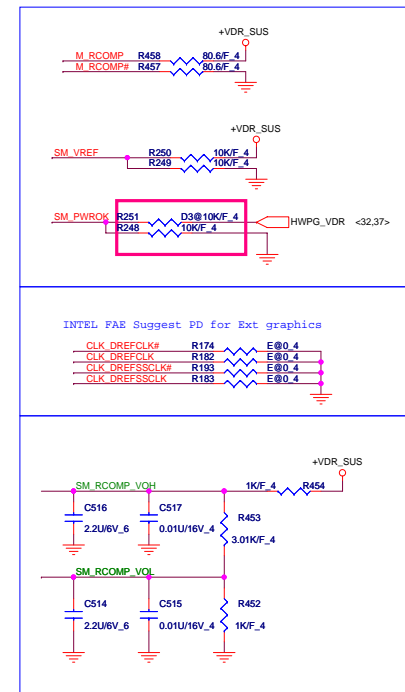 +VDR_SUS
M_RCOMP R458 80.6/F_4
M_RCOMP# R457 80.6/F_4
+VDR_SUS
SM_VREF R250 10K/F_4
R249 10K/F_4
SM_PWROK R251 D3@10K/F_4 HWPG_VDR <32,37>
R248 10K/F_4
INTEL FAE Suggest PD for Ext graphics
CLK_DREFCLK# R174 E@0_4
CLK_DREFCLK R182 E@0_4
CLK_DREFSSCLK# R193 E@0_4
CLK_DREFSSCLK R183 E@0_4
+VDR_SUS
SM_RCOMP_VOH 1K/F_4 R454
C516 C517 R453
2.2U/6V_6 0.01U/16V_4 3.01K/F_4
SM_RCOMP_VOL
C514 C515 R452
2.2U/6V_6 0.01U/16V_4 1K/F_4